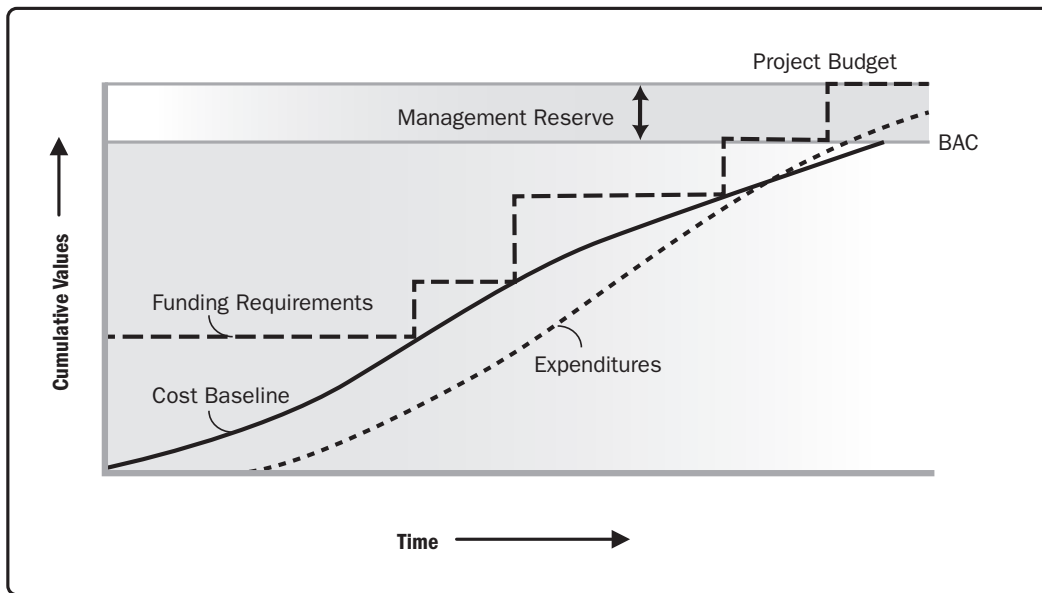 Project Budget
Management Reserve
BAC
Cumulative Values
Funding Requirements
Expenditures
Cost Baseline
Time